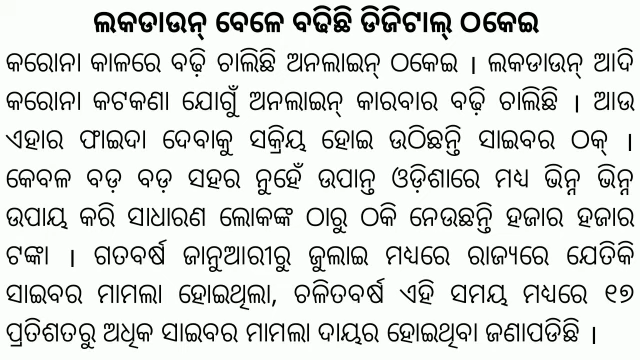 ଲକଡାଉନ୍ ବେଳେ ବଢିଛି ଡିଜିଟାଲ୍ ଠକେଇ
କରୋନା କାଳରେ ବଢ଼ି ଚାଲିଛି ଅନଲାଇନ୍ ଠକେଇ । ଲକଡାଉନ୍ ଆଦି
କରୋନା କଟକଣା ଯୋଗୁଁ ଅନଲାଇନ୍ କାରବାର ବଢ଼ି ଚାଲିଛି । ଆଉ
ଏହାର ଫାଇଦା ଦେବାକୁ ସକ୍ରିୟ ହୋଇ ଉଠିଛନ୍ତି ସାଇବର ଠକ୍ ।
କେବଳ ବଡ଼ ବଡ଼ ସହର ନୁହେଁ ଉପାନ୍ତ ଓଡ଼ିଶାରେ ମଧ୍ୟ ଭିନ୍ନ ଭିନ୍ନ
ଉପାୟ କରି ସାଧାରଣ ଲୋକଙ୍କ ଠାରୁ ଠକି ନେଉଛନ୍ତି ହଜାର ହଜାର
ଟଙ୍କା । ଗତବର୍ଷ ଜାନୁଆରୀରୁ ଜୁଲାଇ ମଧ୍ୟରେ ରାଜ୍ୟରେ ଯେତିକି
ସାଇବର ମାମଲା ହୋଇଥିଲା, ଚଳିତବର୍ଷ ଏହି ସମୟ ମଧ୍ୟରେ ୧୭
ପ୍ରତିଶତରୁ ଅଧିକ ସାଇବର ମାମଲା ଦାୟର ହୋଇଥିବା ଜଣାପଡିଛି ।